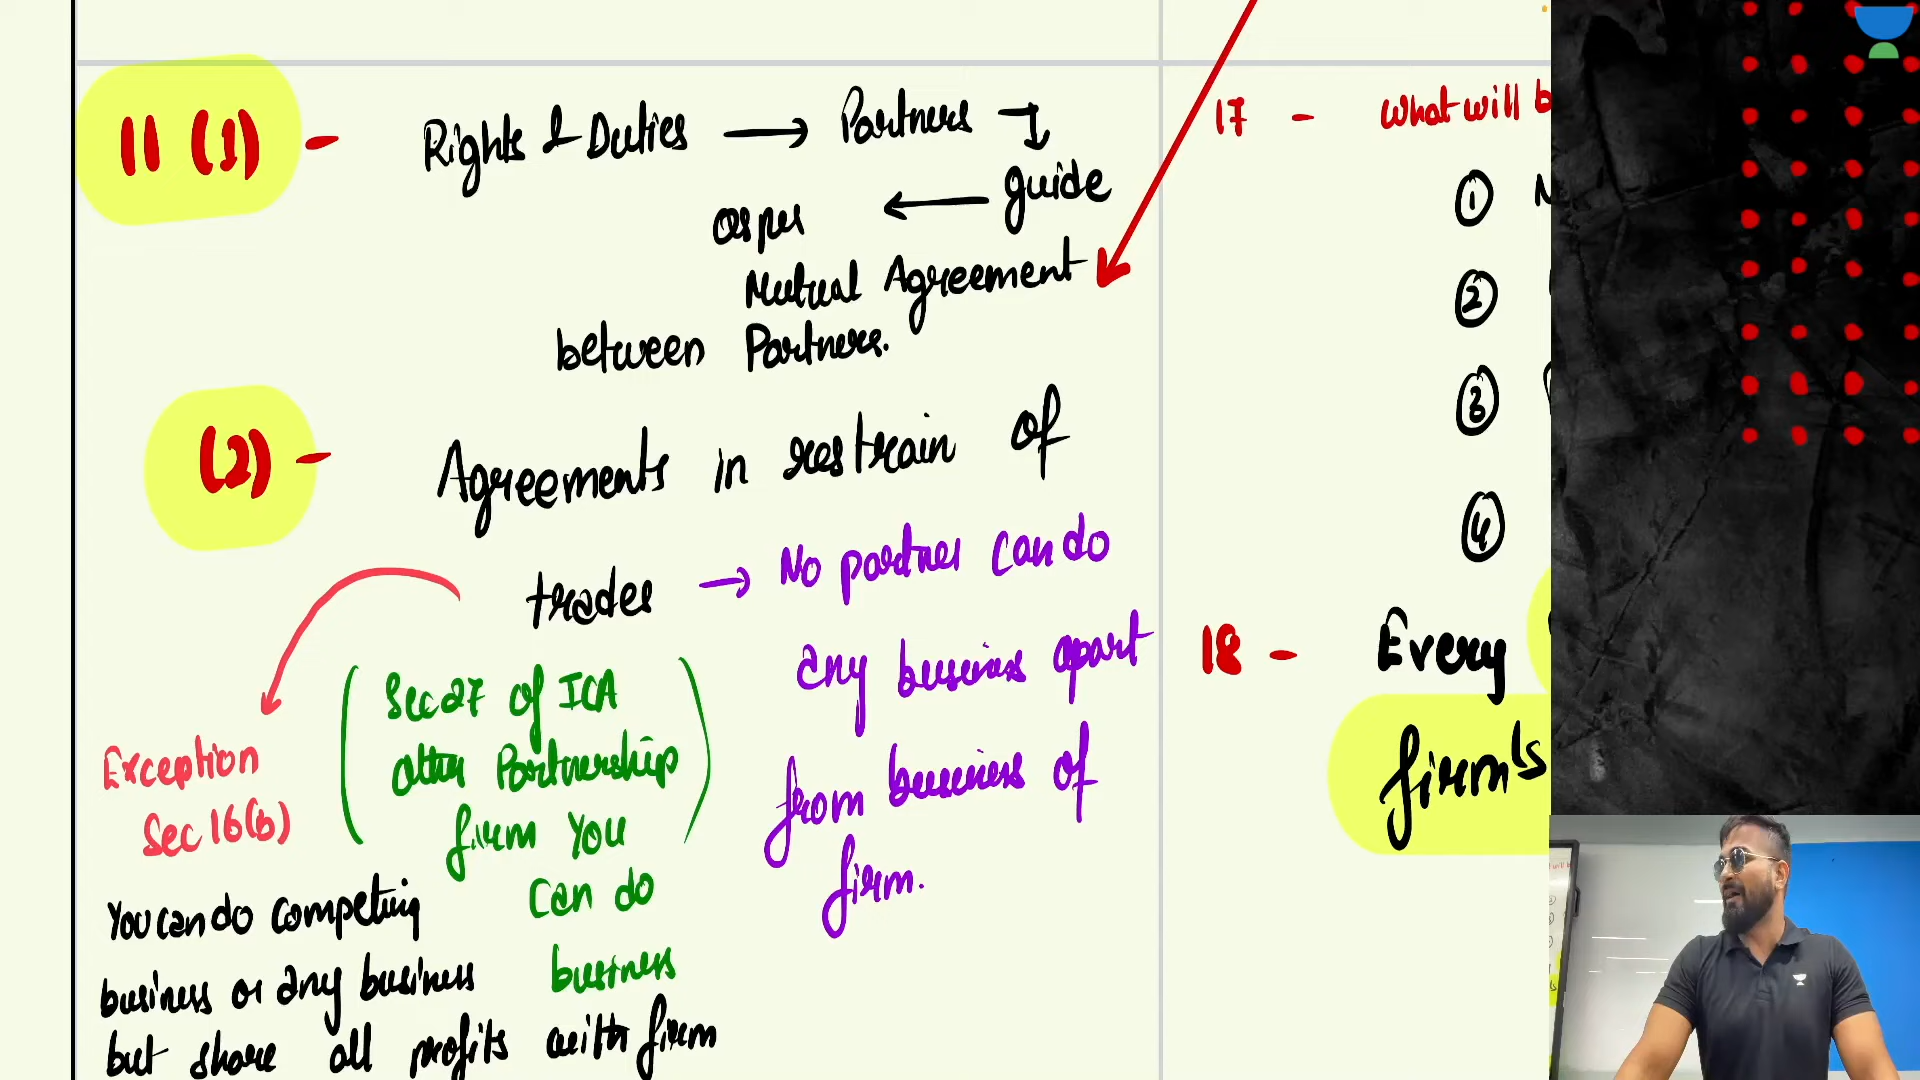 11 (1) - Rights & Duties → Partners
guide
as per ←
Mutual Agreement
between Partners.
(2) - Agreements in restrain of
trades → No partner can do
any business apart
from business of
firm.
(Sec 27 of ICA
other Partnership
firm You
can do
business)
Exception
Sec 16(b)
You can do competing
business or any business
but share all profits with firm
17 - What will b
①
②
③
④
18 - Every
firm's